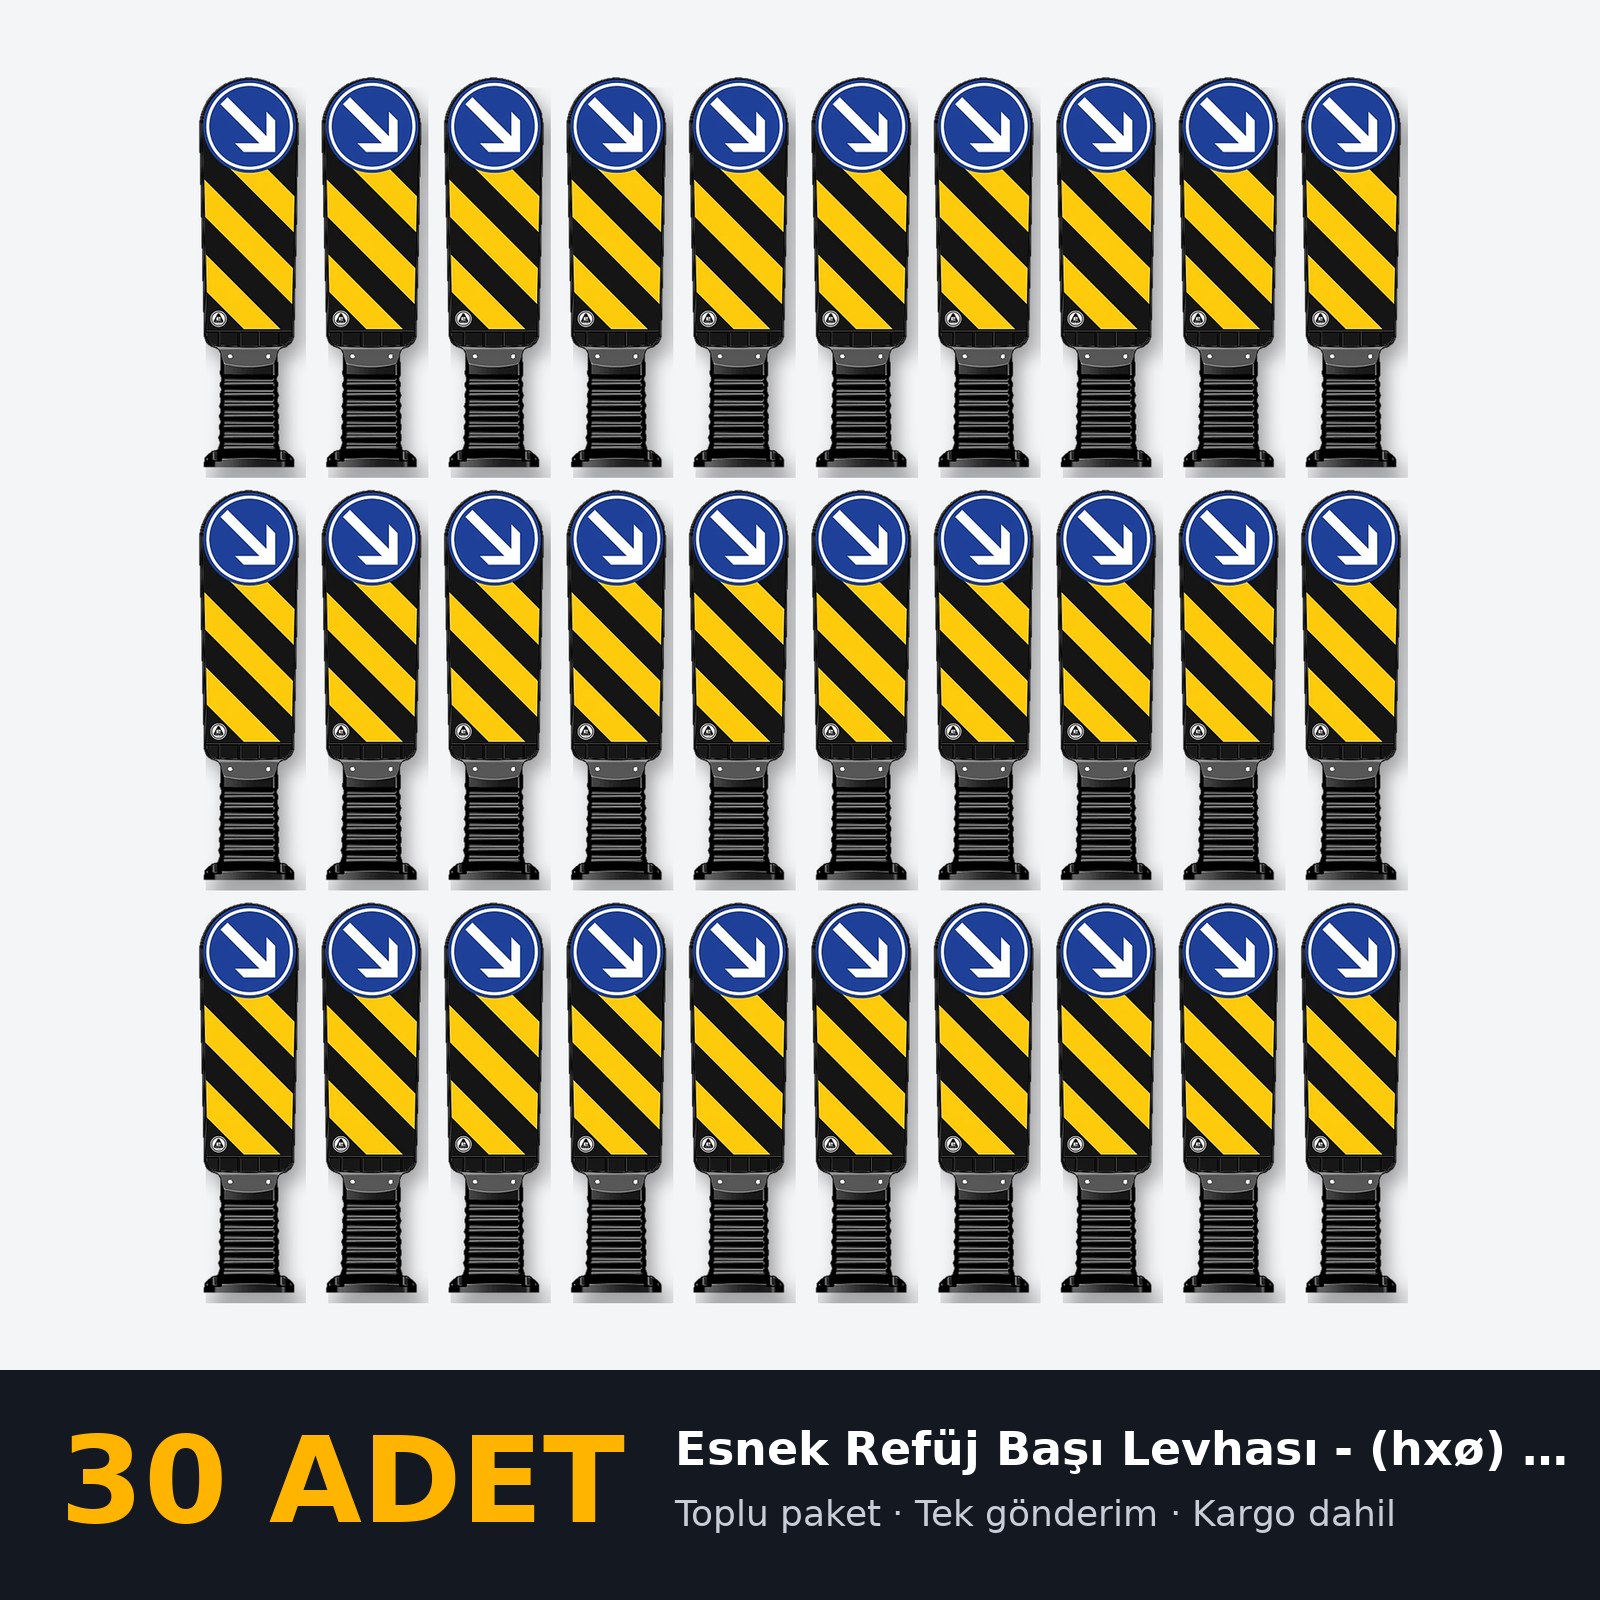 30 ADET
Esnek Refüj Başı Levhası - (hxø) ...
Toplu paket · Tek gönderim · Kargo dahil